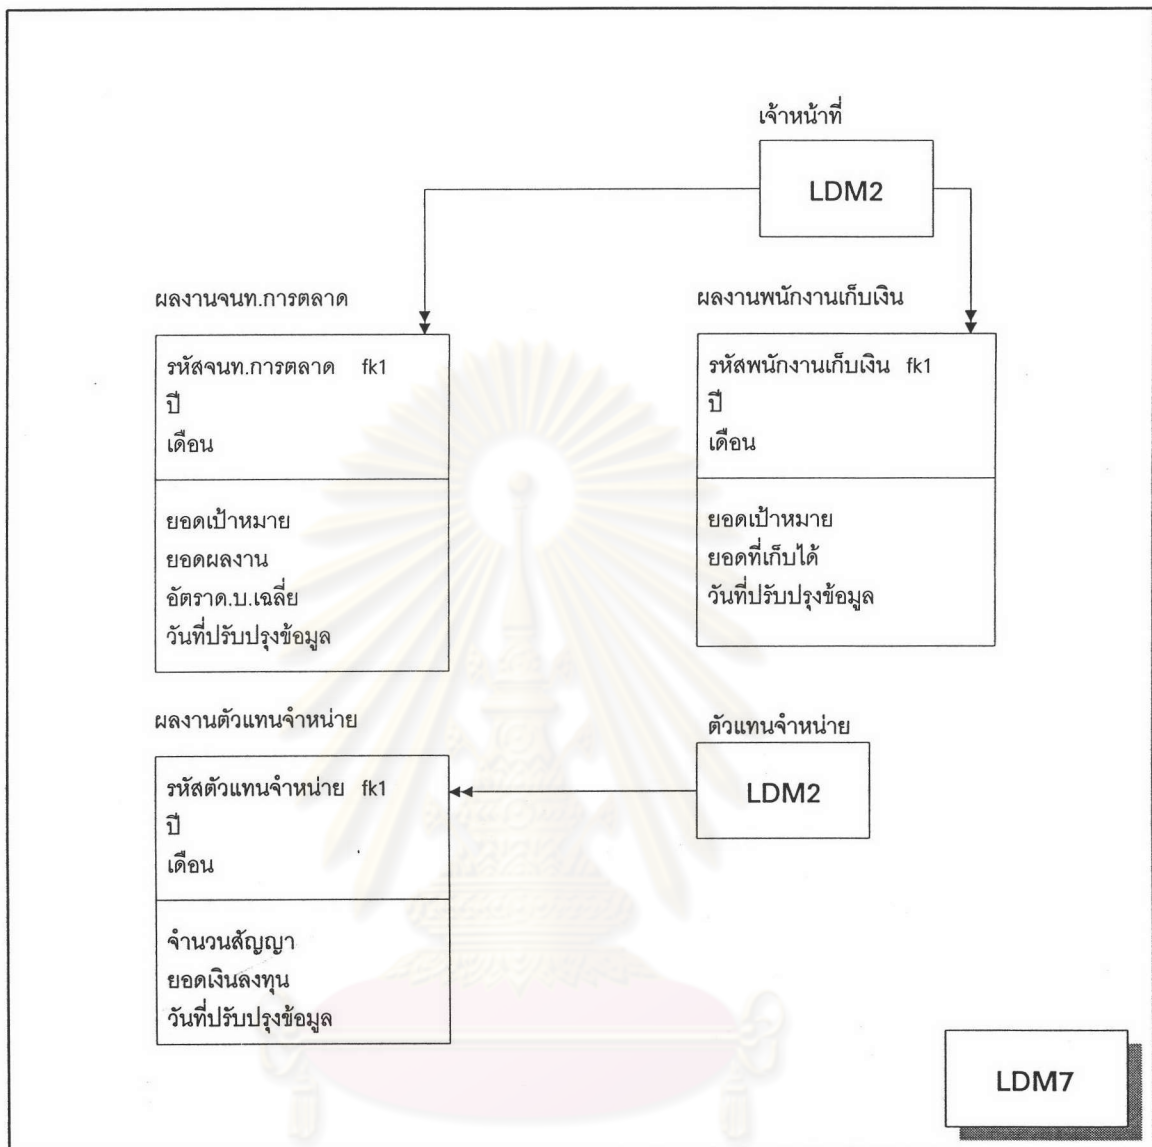 เจ้าหน้าที่
LDM2
ผลงานจนท.การตลาด
รหัสจนท.การตลาด fk1
ปี
เดือน
ยอดเป้าหมาย
ยอดผลงาน
อัตราด.บ.เฉลี่ย
วันที่ปรับปรุงข้อมูล
ผลงานพนักงานเก็บเงิน
รหัสพนักงานเก็บเงิน fk1
ปี
เดือน
ยอดเป้าหมาย
ยอดที่เก็บได้
วันที่ปรับปรุงข้อมูล
ผลงานตัวแทนจำหน่าย
รหัสตัวแทนจำหน่าย fk1
ปี
เดือน
จำนวนสัญญา
ยอดเงินลงทุน
วันที่ปรับปรุงข้อมูล
ตัวแทนจำหน่าย
LDM2
LDM7